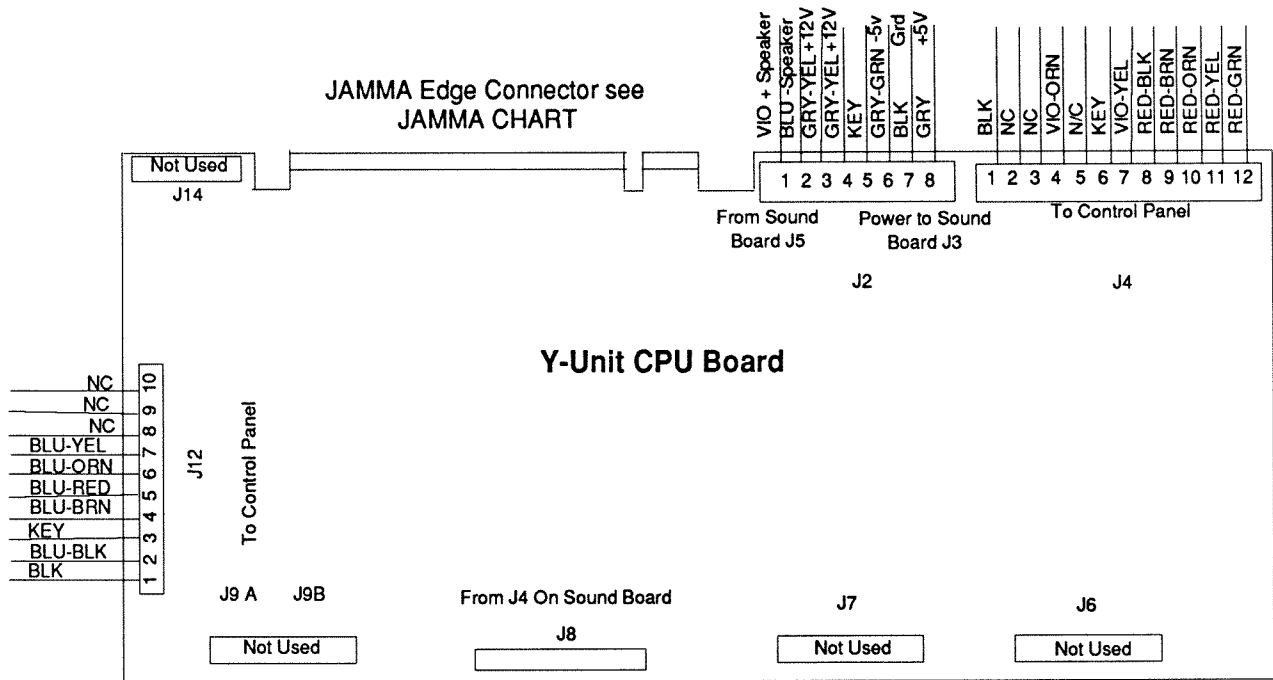 JAMMA Edge Connector see
JAMMA CHART
VIO + Speaker
BLU -Speaker
GRY-YEL+12V
GRY-YEL+12V
KEY
GRY-GRN -5v
BLK Grd
GRY +5V
BLK
NC
NC
VIO-ORN
N/C
KEY
VIO-YEL
RED-BLK
RED-BRN
RED-ORN
RED-YEL
RED-GRN
Not Used
J14
1 2 3 4 5 6 7 8
1 2 3 4 5 6 7 8 9 10 11 12
From Sound
Board J5
Power to Sound
Board J3
To Control Panel
J2
J4
Y-Unit CPU Board
NC 10
NC 9
NC 8
BLU-YEL 7
BLU-ORN 6
BLU-RED 5
BLU-BRN 4
KEY 3
BLU-BLK 2
BLK 1
J12
To Control Panel
J9 A J9B
Not Used
From J4 On Sound Board
J8
J7
Not Used
J6
Not Used